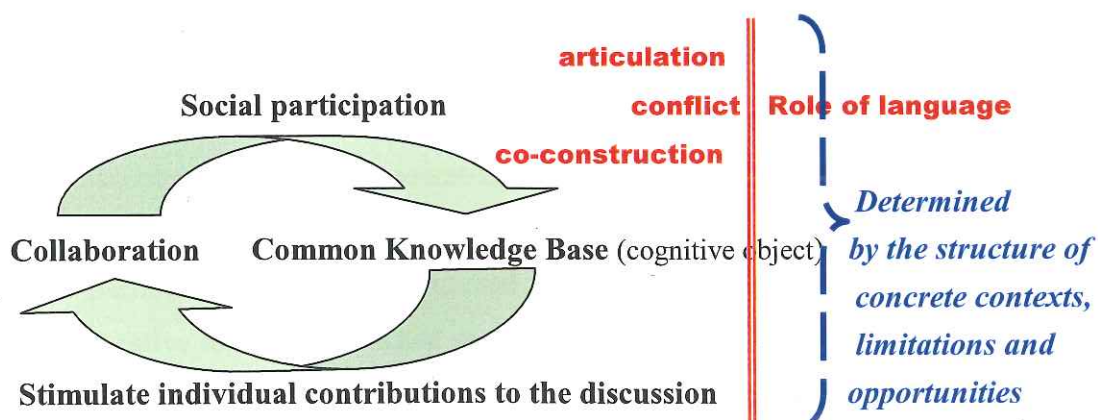 articulation
Social participation
conflict
Role of language
co-construction
Collaboration
Common Knowledge Base (cognitive object)
Stimulate individual contributions to the discussion
Determined
by the structure of
concrete contexts,
limitations and
opportunities